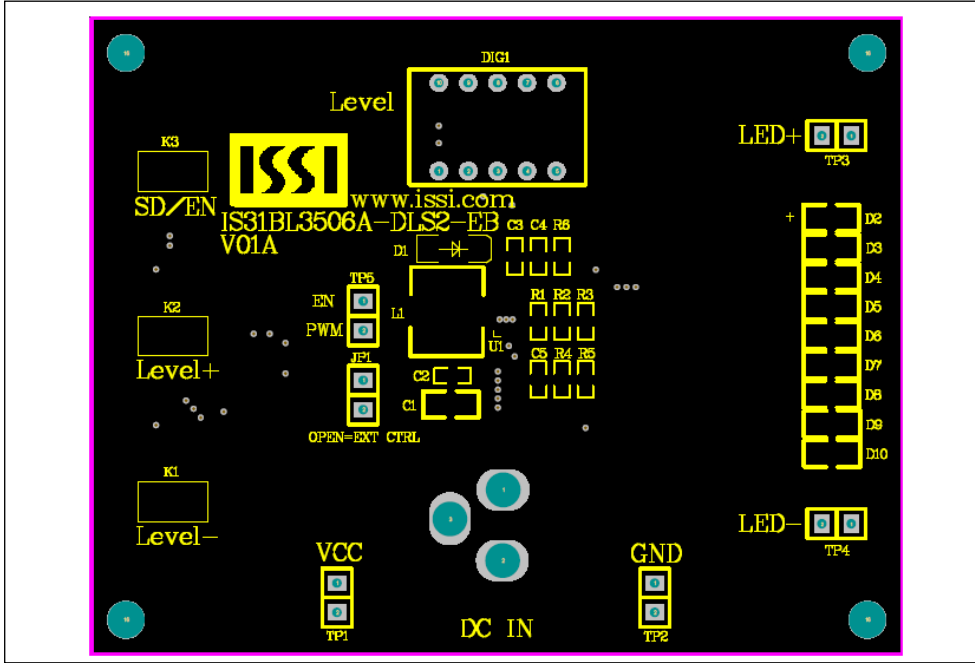 DIG1
Level
LED+
TP3
K3
SD/EN
ISSI
www.issi.com
IS31BL3506A-DLS2-EB
V01A
C3 C4 R6
D1
+
D2
D3
D4
D5
D6
D7
D8
D9
D10
TP5
EN
PWM
L1
U1
R1 R2 R3
K2
Level+
JP1
C2
C5 R4 R5
C1
OPEN=EXT CTRL
K1
Level-
LED-
TP4
VCC
TP1
DC IN
GND
TP2